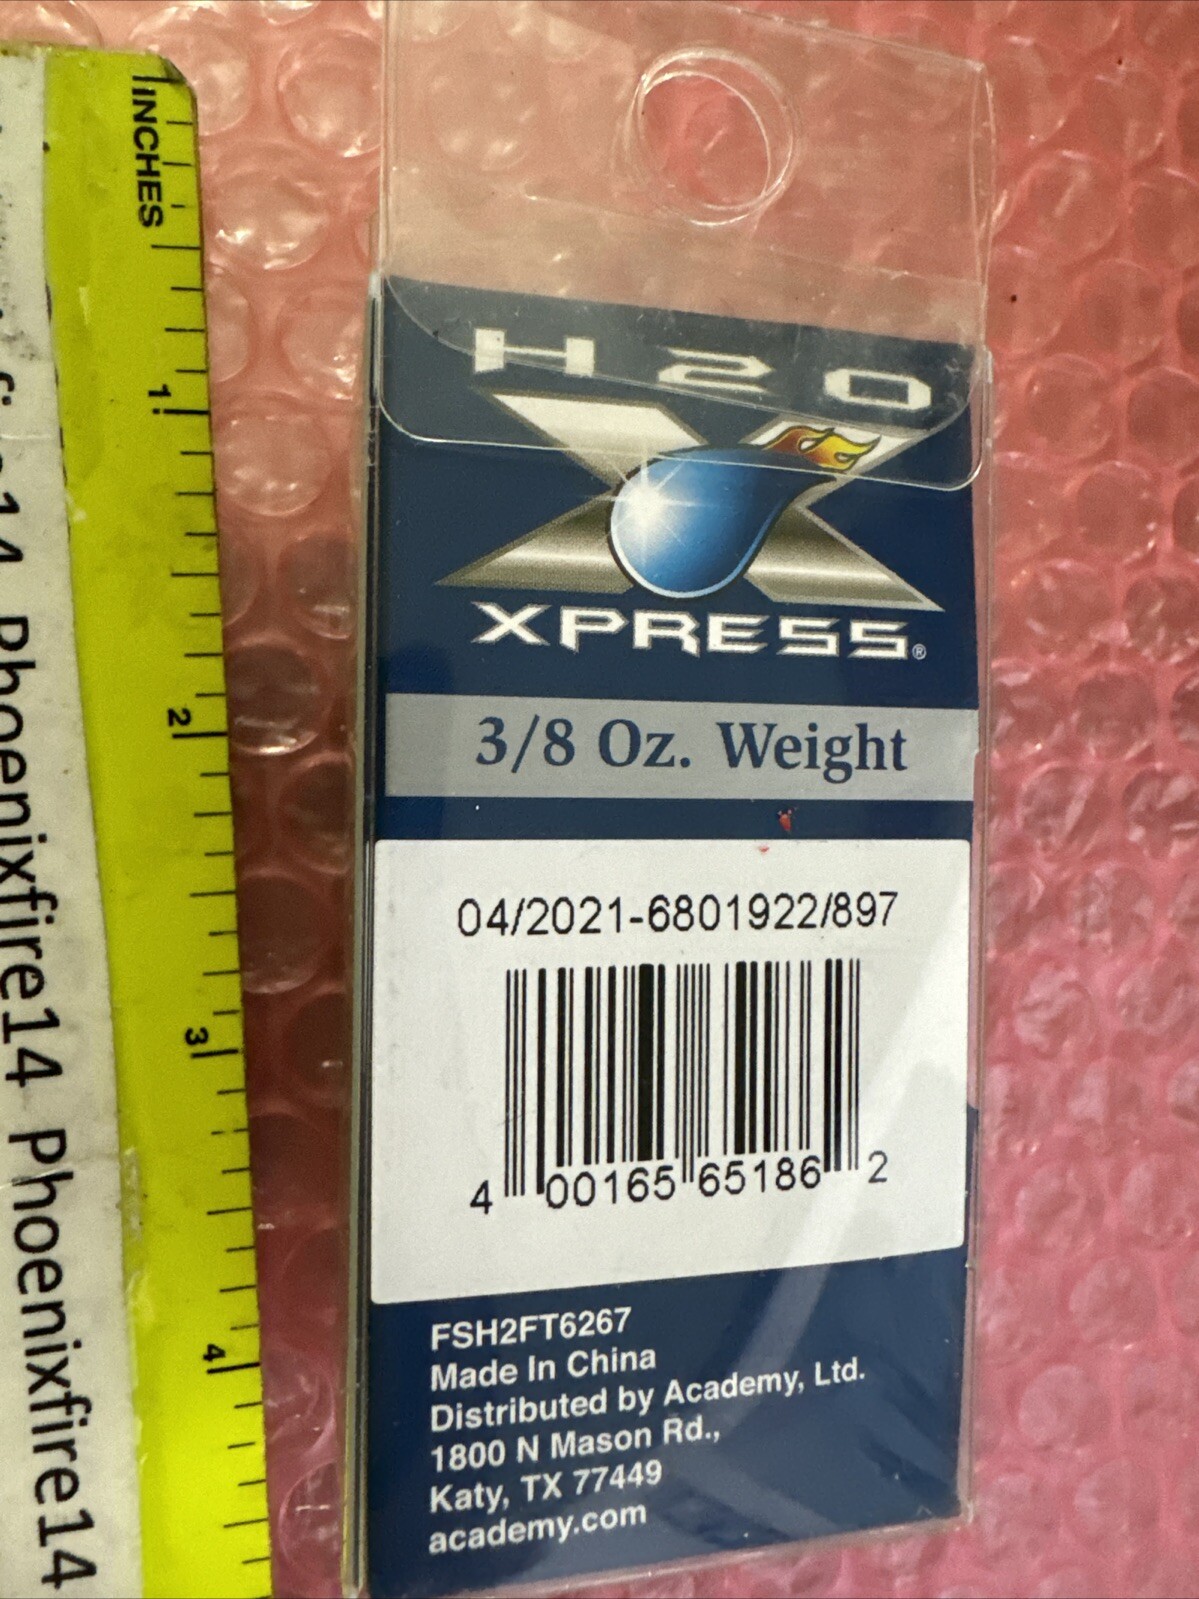 INCHES
1
2
3
4
Phoenixfire14 Phoenixfire14
H2O
XPRESS®
3/8 Oz. Weight
04/2021-6801922/897
4 00165 65186 2
FSH2FT6267
Made In China
Distributed by Academy, Ltd.
1800 N Mason Rd.,
Katy, TX 77449
academy.com